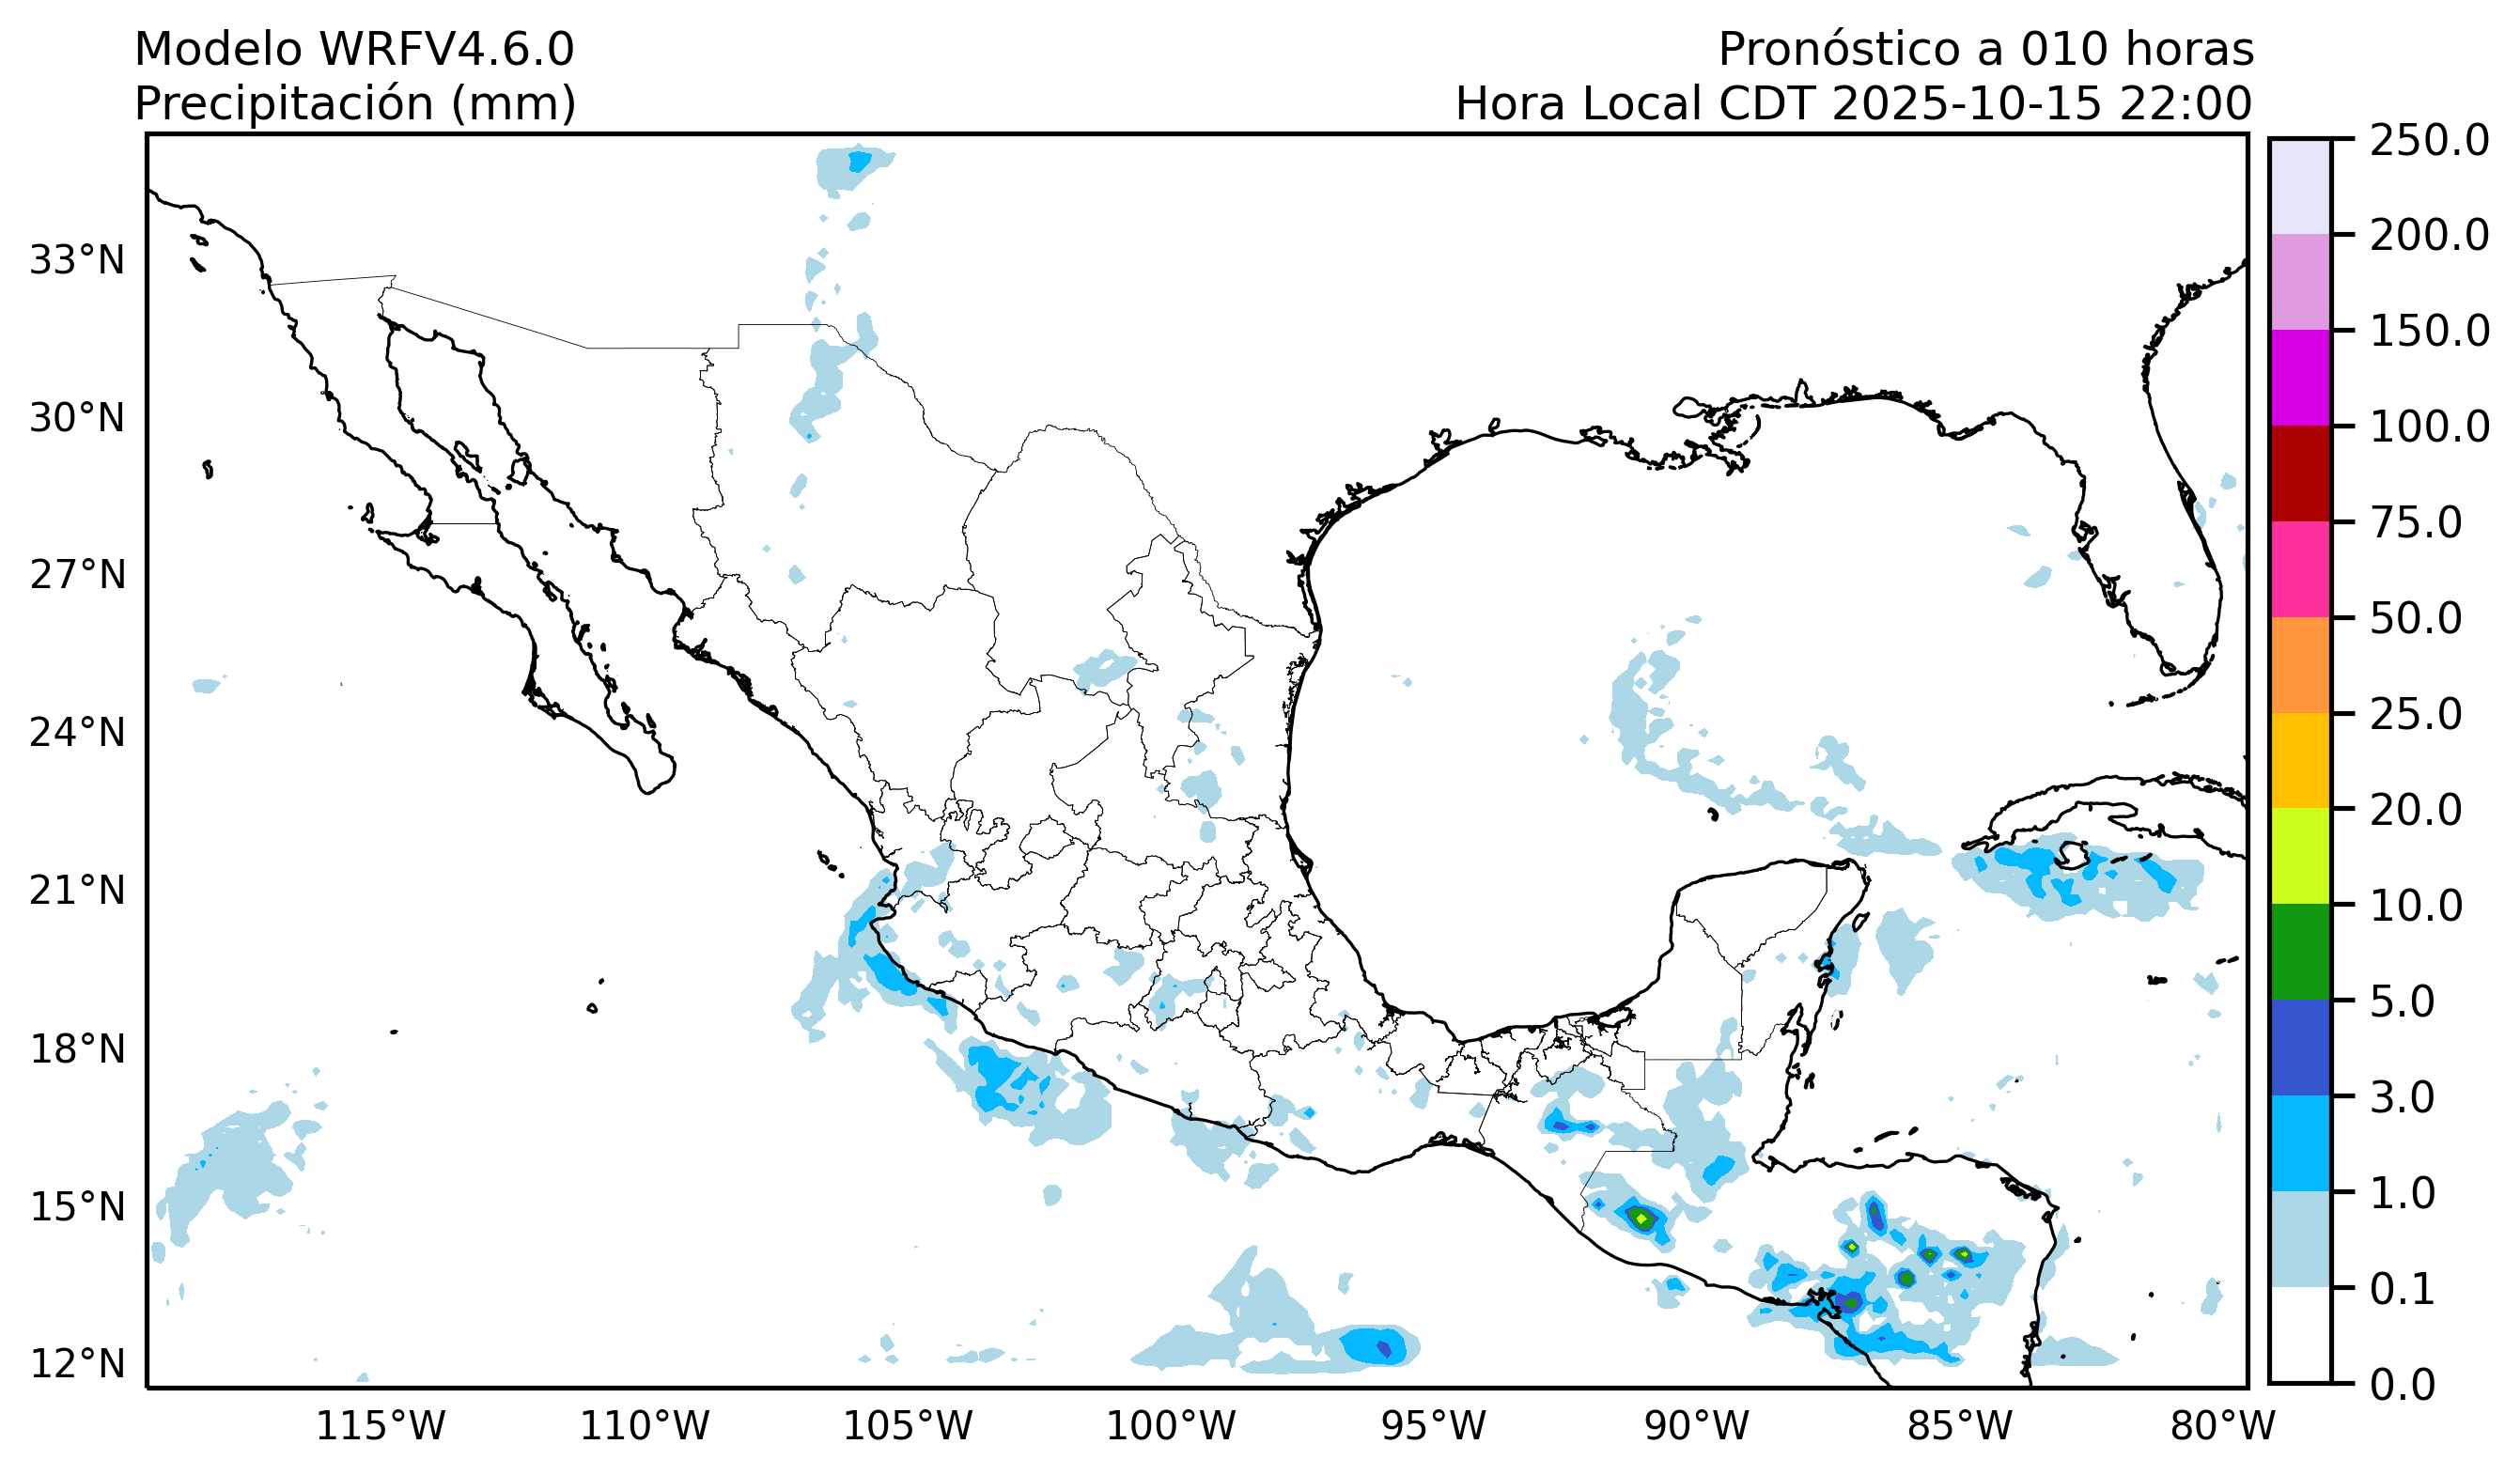 Modelo WRFV4.6.0
Precipitación (mm)
Pronóstico a 010 horas
Hora Local CDT 2025-10-15 22:00
33°N
30°N
27°N
24°N
21°N
18°N
15°N
12°N
115°W
110°W
105°W
100°W
95°W
90°W
85°W
80°W
250.0
200.0
150.0
100.0
75.0
50.0
25.0
20.0
10.0
5.0
3.0
1.0
0.1
0.0